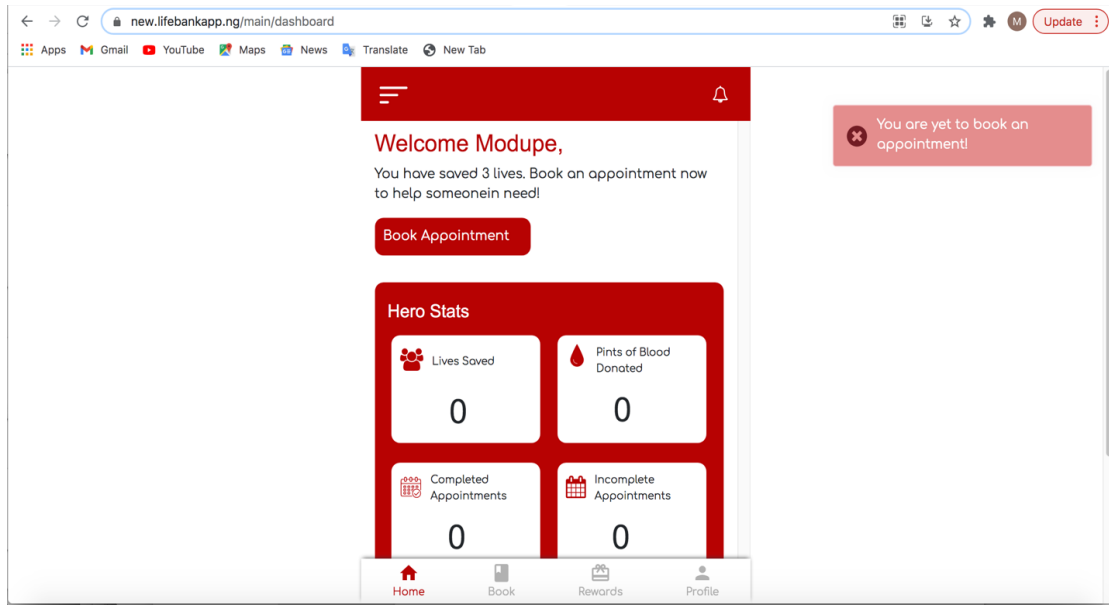 new.lifebankapp.ng/main/dashboard
M
Update
Apps
Gmail
YouTube
Maps
News
Translate
New Tab
Welcome Modupe,
You have saved 3 lives. Book an appointment now
to help someonein need!
Book Appointment
You are yet to book an
appointment!
Hero Stats
Lives Saved
0
Pints of Blood
Donated
0
Completed
Appointments
0
Incomplete
Appointments
0
Home
Book
Rewards
Profile